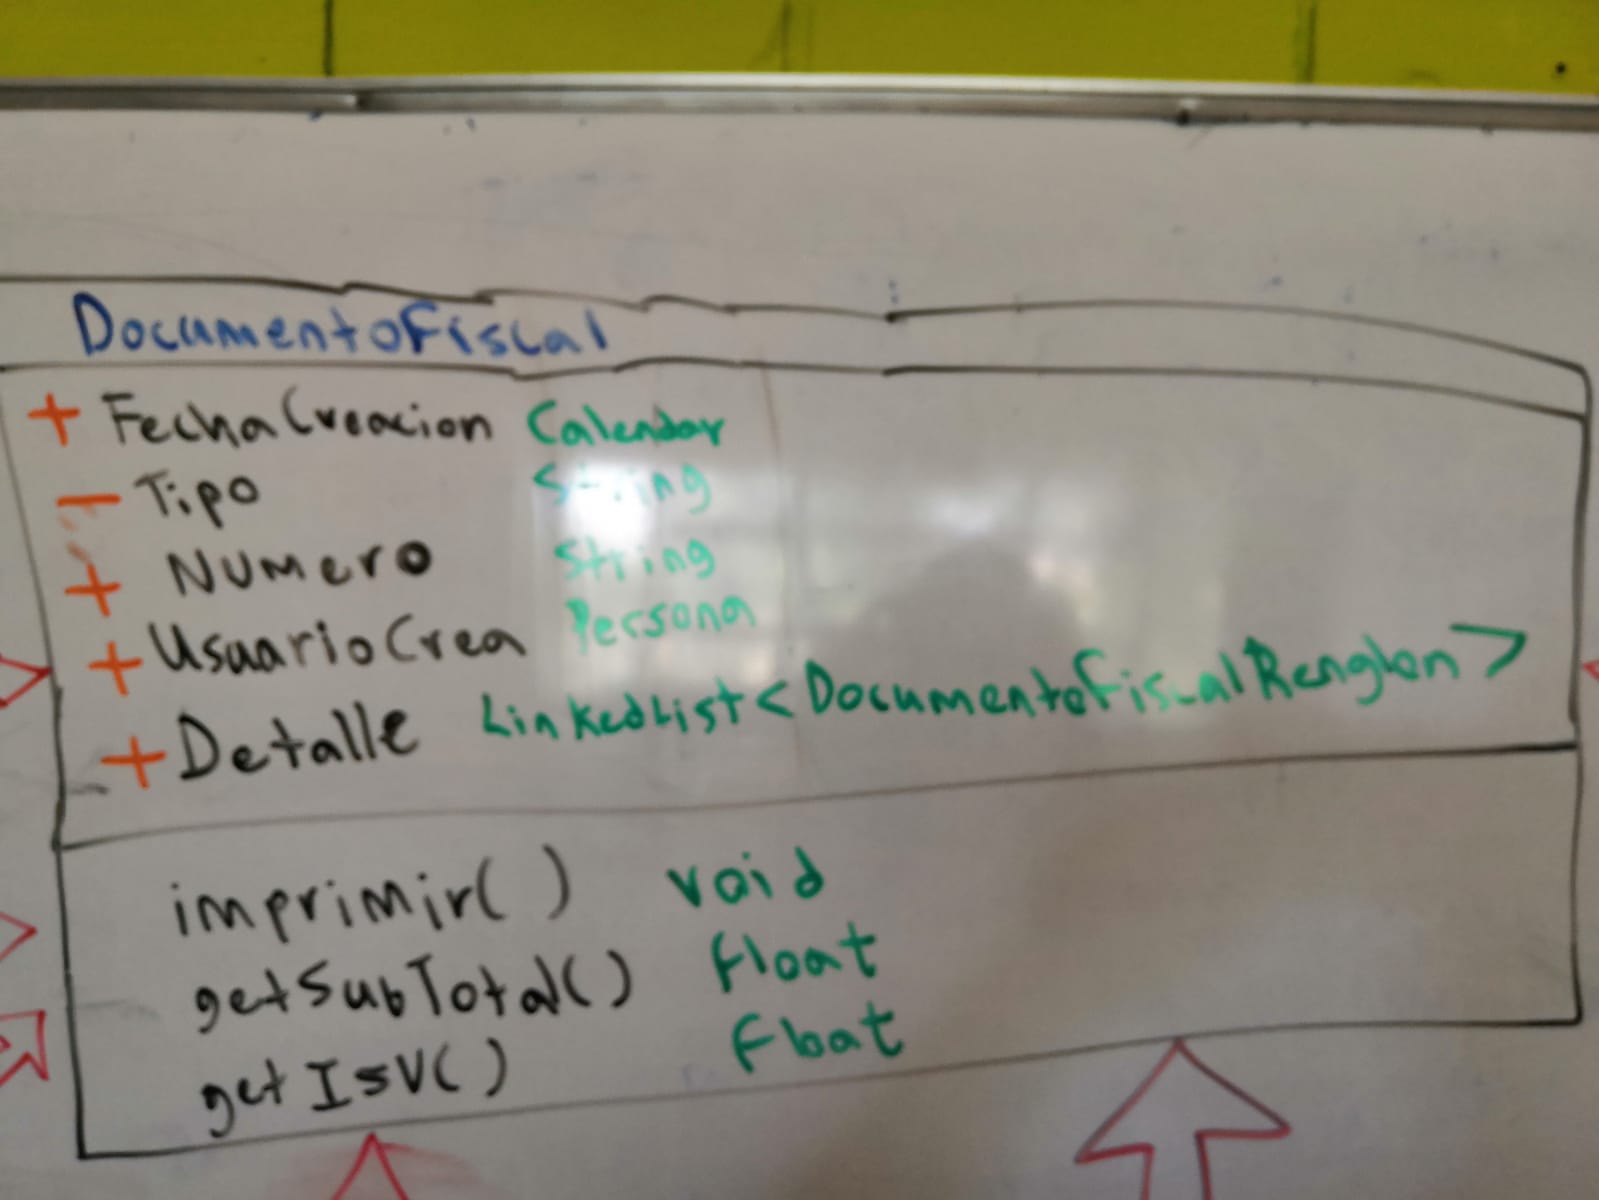 DocumentoFiscal
+ FechaCreacion Calendar
- Tipo String
+ Numero String
+ UsuarioCrea Persona
+ Detalle LinkedList<DocumentoFiscalRenglon>
imprimir( ) void
getSubTotal( ) float
getIsV( ) float